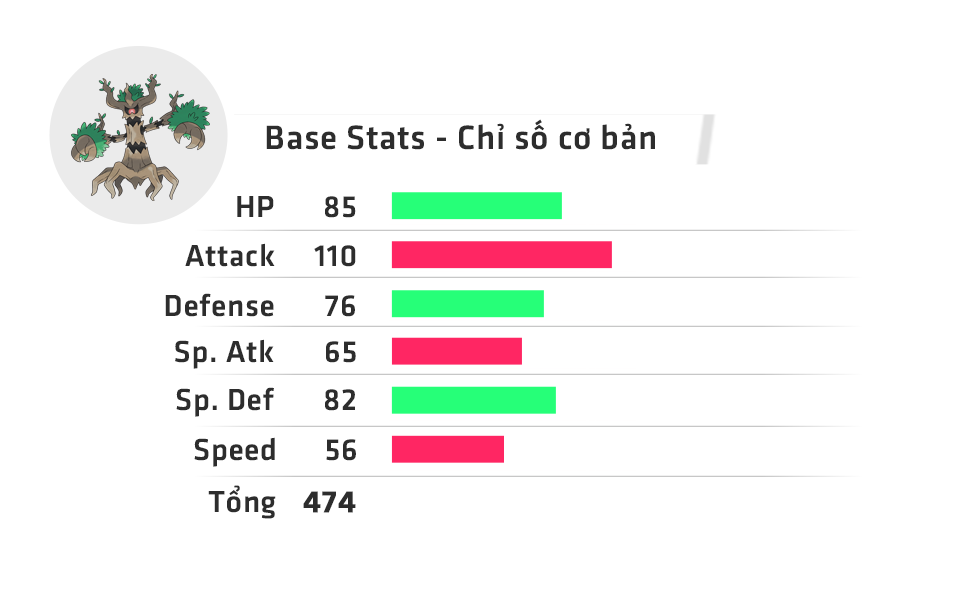 Base Stats - Chỉ số cơ bản
HP 85
Attack 110
Defense 76
Sp. Atk 65
Sp. Def 82
Speed 56
Tổng 474